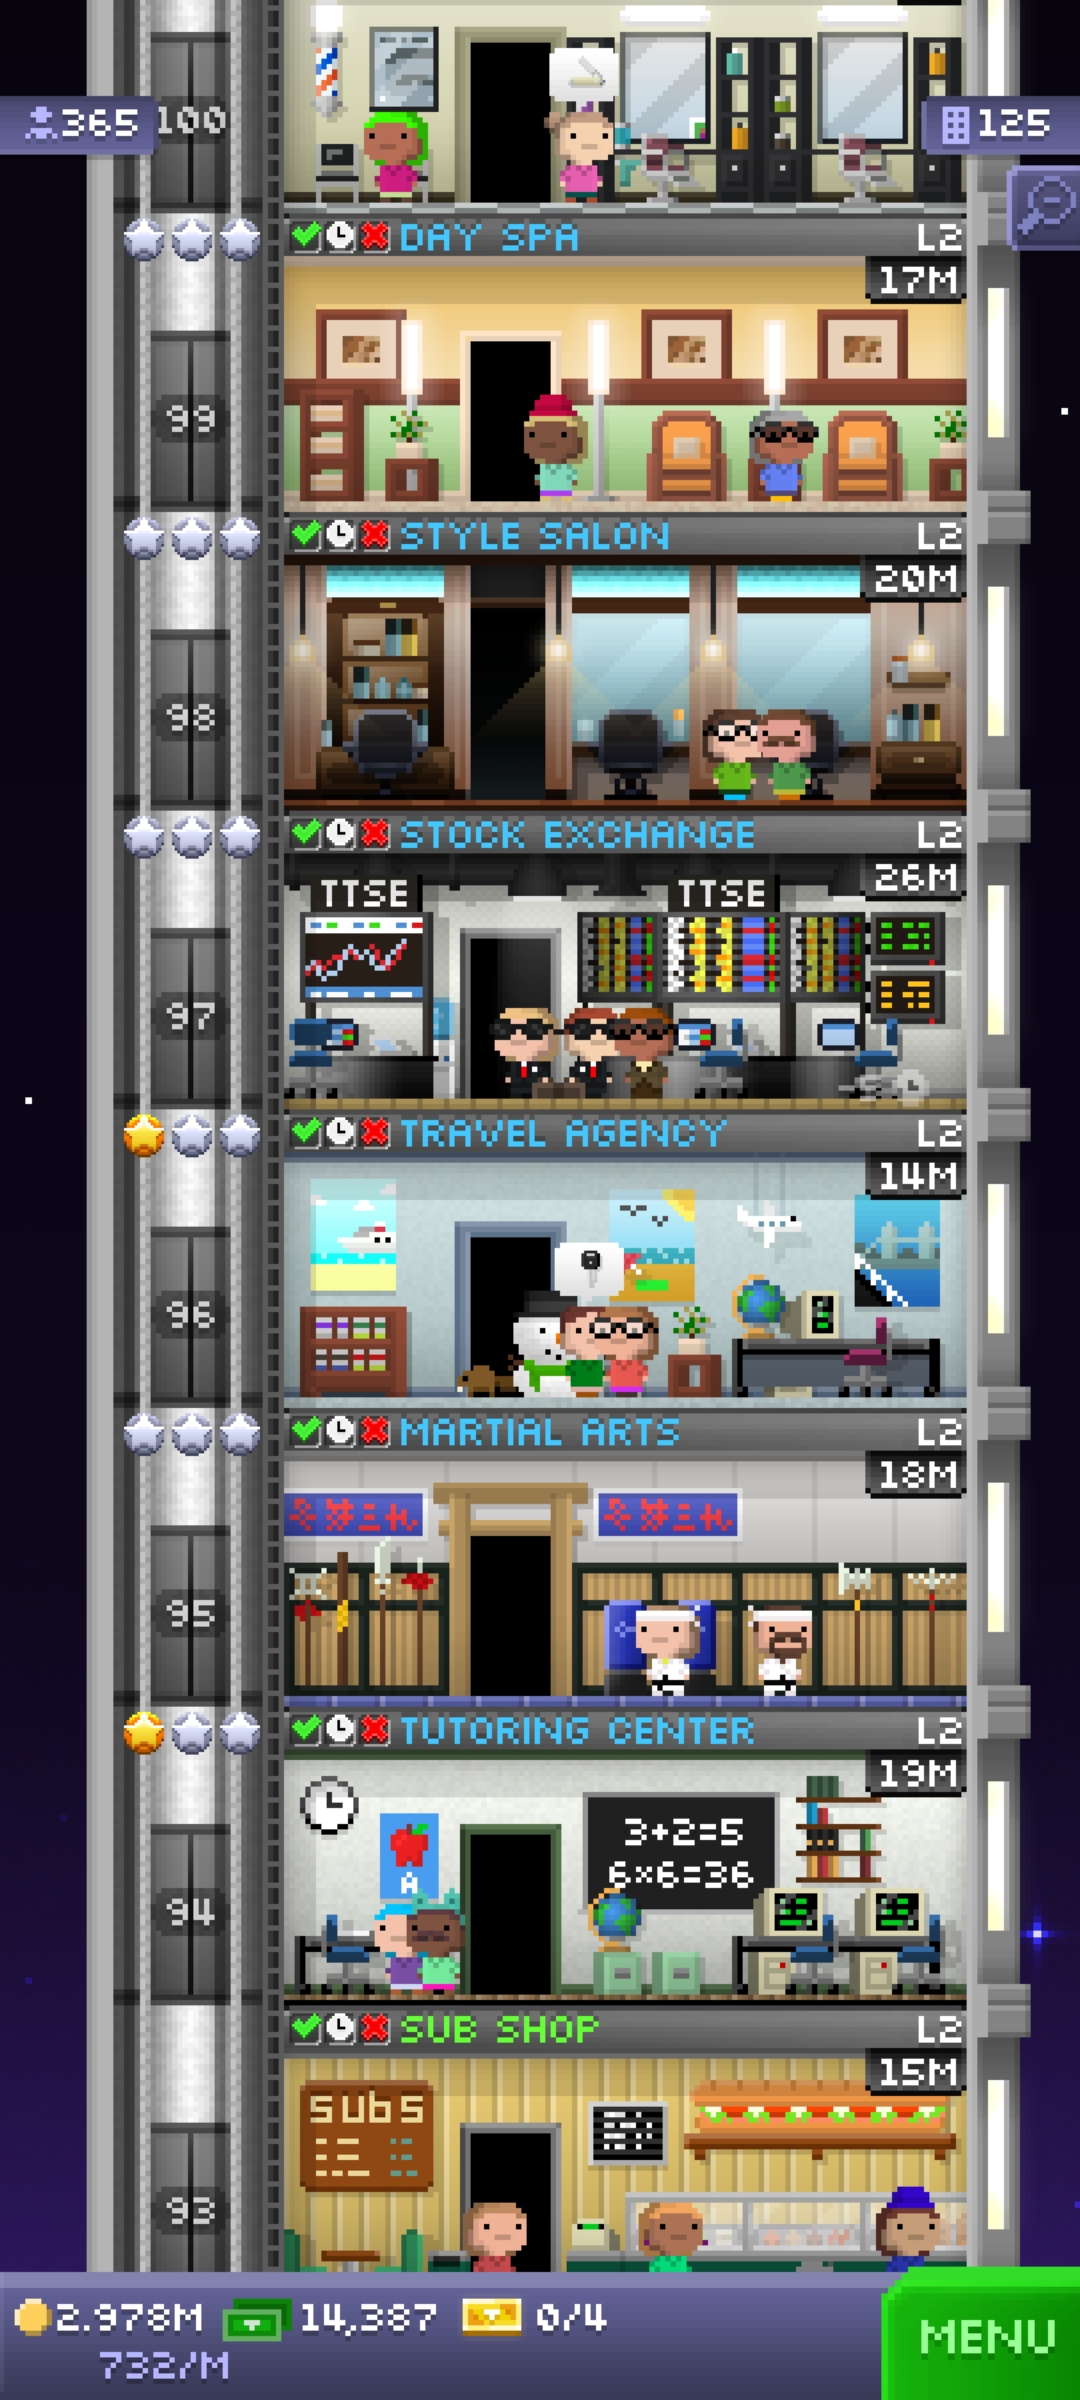 365
100
125
DAY SPA L2
17M
99
STYLE SALON L2
20M
98
STOCK EXCHANGE L2
26M
TTSE TTSE
97
TRAVEL AGENCY L2
14M
96
MARTIAL ARTS L2
18M
95
TUTORING CENTER L2
19M
3+2=5
6×6=36
A
94
SUB SHOP L2
15M
SUBS
93
2.978M 14,387 0/4
732/M
MENU